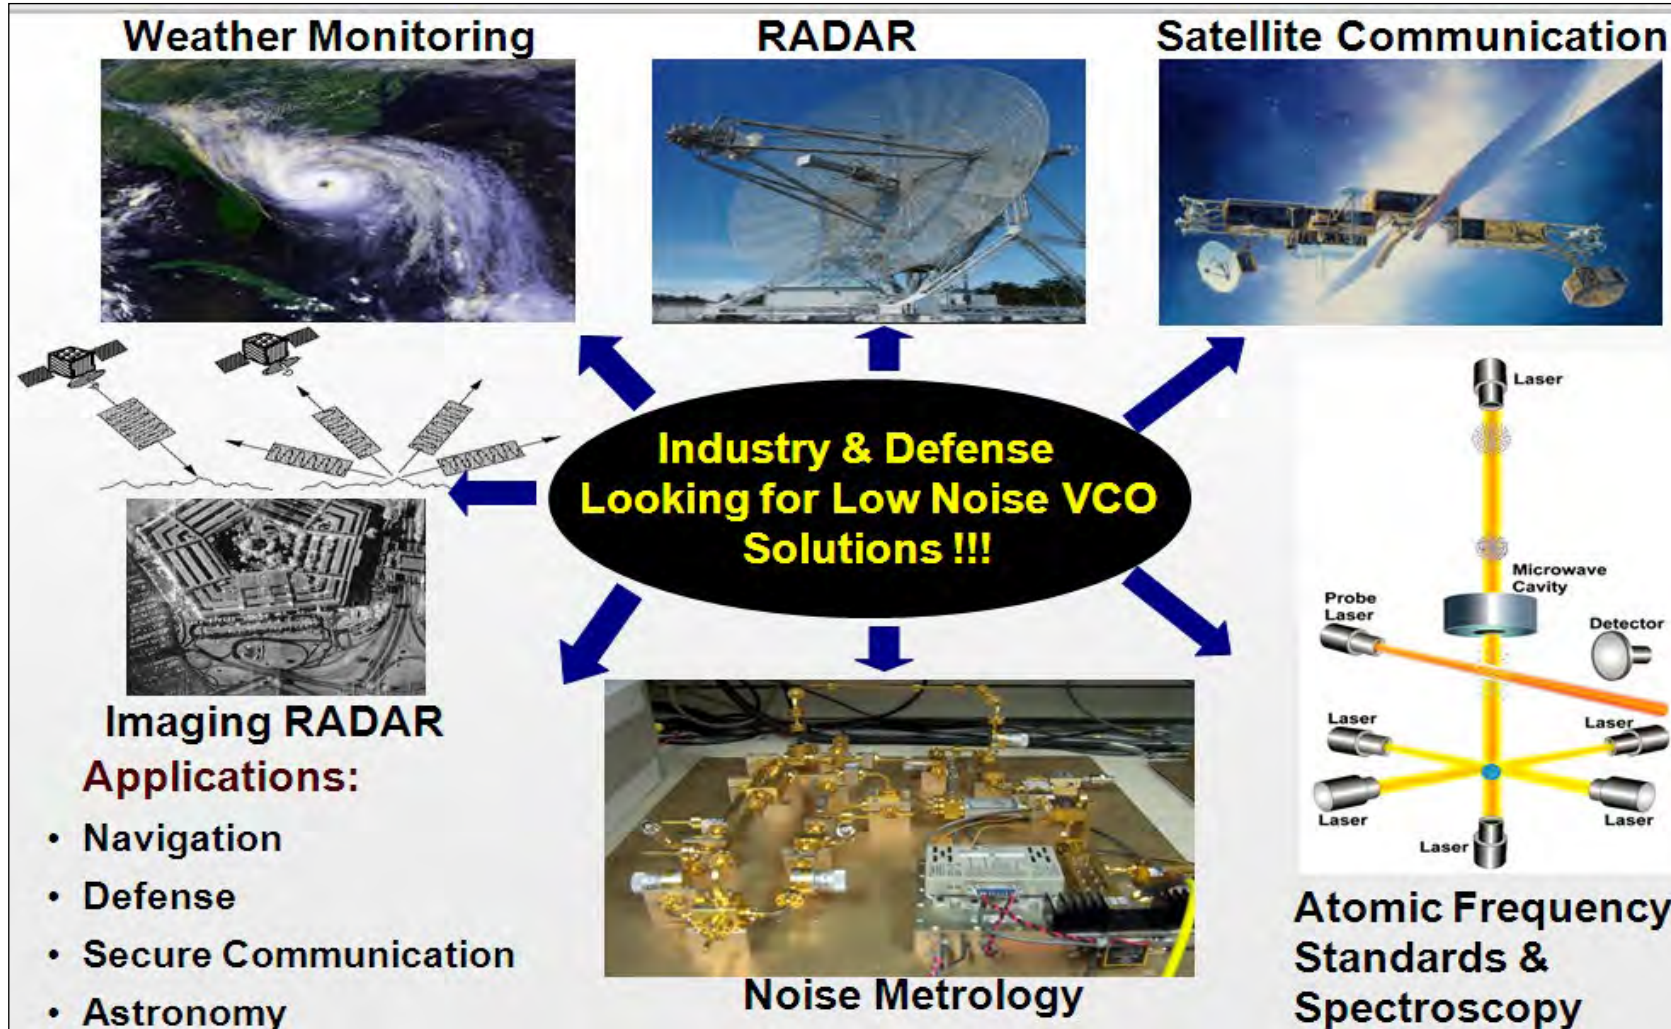 Weather Monitoring
RADAR
Satellite Communication
Industry & Defense
Looking for Low Noise VCO
Solutions !!!
Laser
Microwave
Cavity
Probe
Laser
Detector
Laser
Laser
Laser
Laser
Laser
Imaging RADAR
Applications:
• Navigation
• Defense
• Secure Communication
• Astronomy
Noise Metrology
Atomic Frequency
Standards &
Spectroscopy